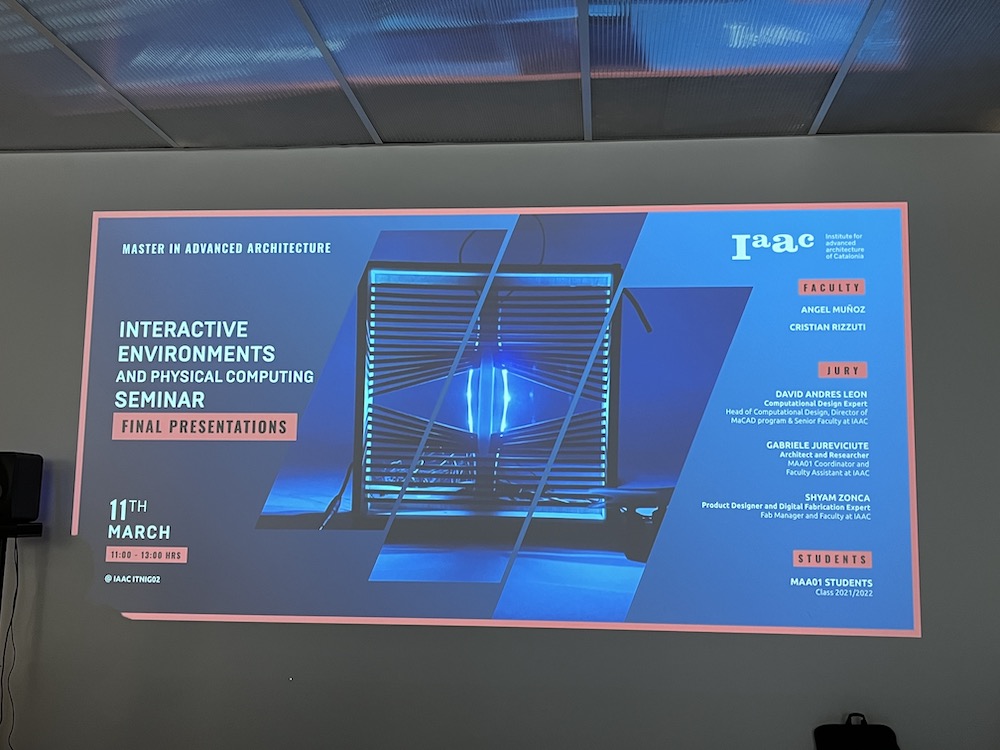 MASTER IN ADVANCED ARCHITECTURE
INTERACTIVE
ENVIRONMENTS
AND PHYSICAL COMPUTING
SEMINAR
FINAL PRESENTATIONS
11TH
MARCH
11:00 - 13:00 HRS
@ IAAC ITNIG02
Iaac
Institute for
advanced
architecture
of Catalonia
FACULTY
ANGEL MUÑOZ
CRISTIAN RIZZUTI
JURY
DAVID ANDRES LEON
Computational Design Expert
Head of Computational Design, Director of
MaCAD program & Senior Faculty at IAAC
GABRIELE JUREVICIUTE
Architect and Researcher
MAA01 Coordinator and
Faculty Assistant at IAAC
SHYAM ZONCA
Product Designer and Digital Fabrication Expert
Fab Manager and Faculty at IAAC
STUDENTS
MAA01 STUDENTS
Class 2021/2022